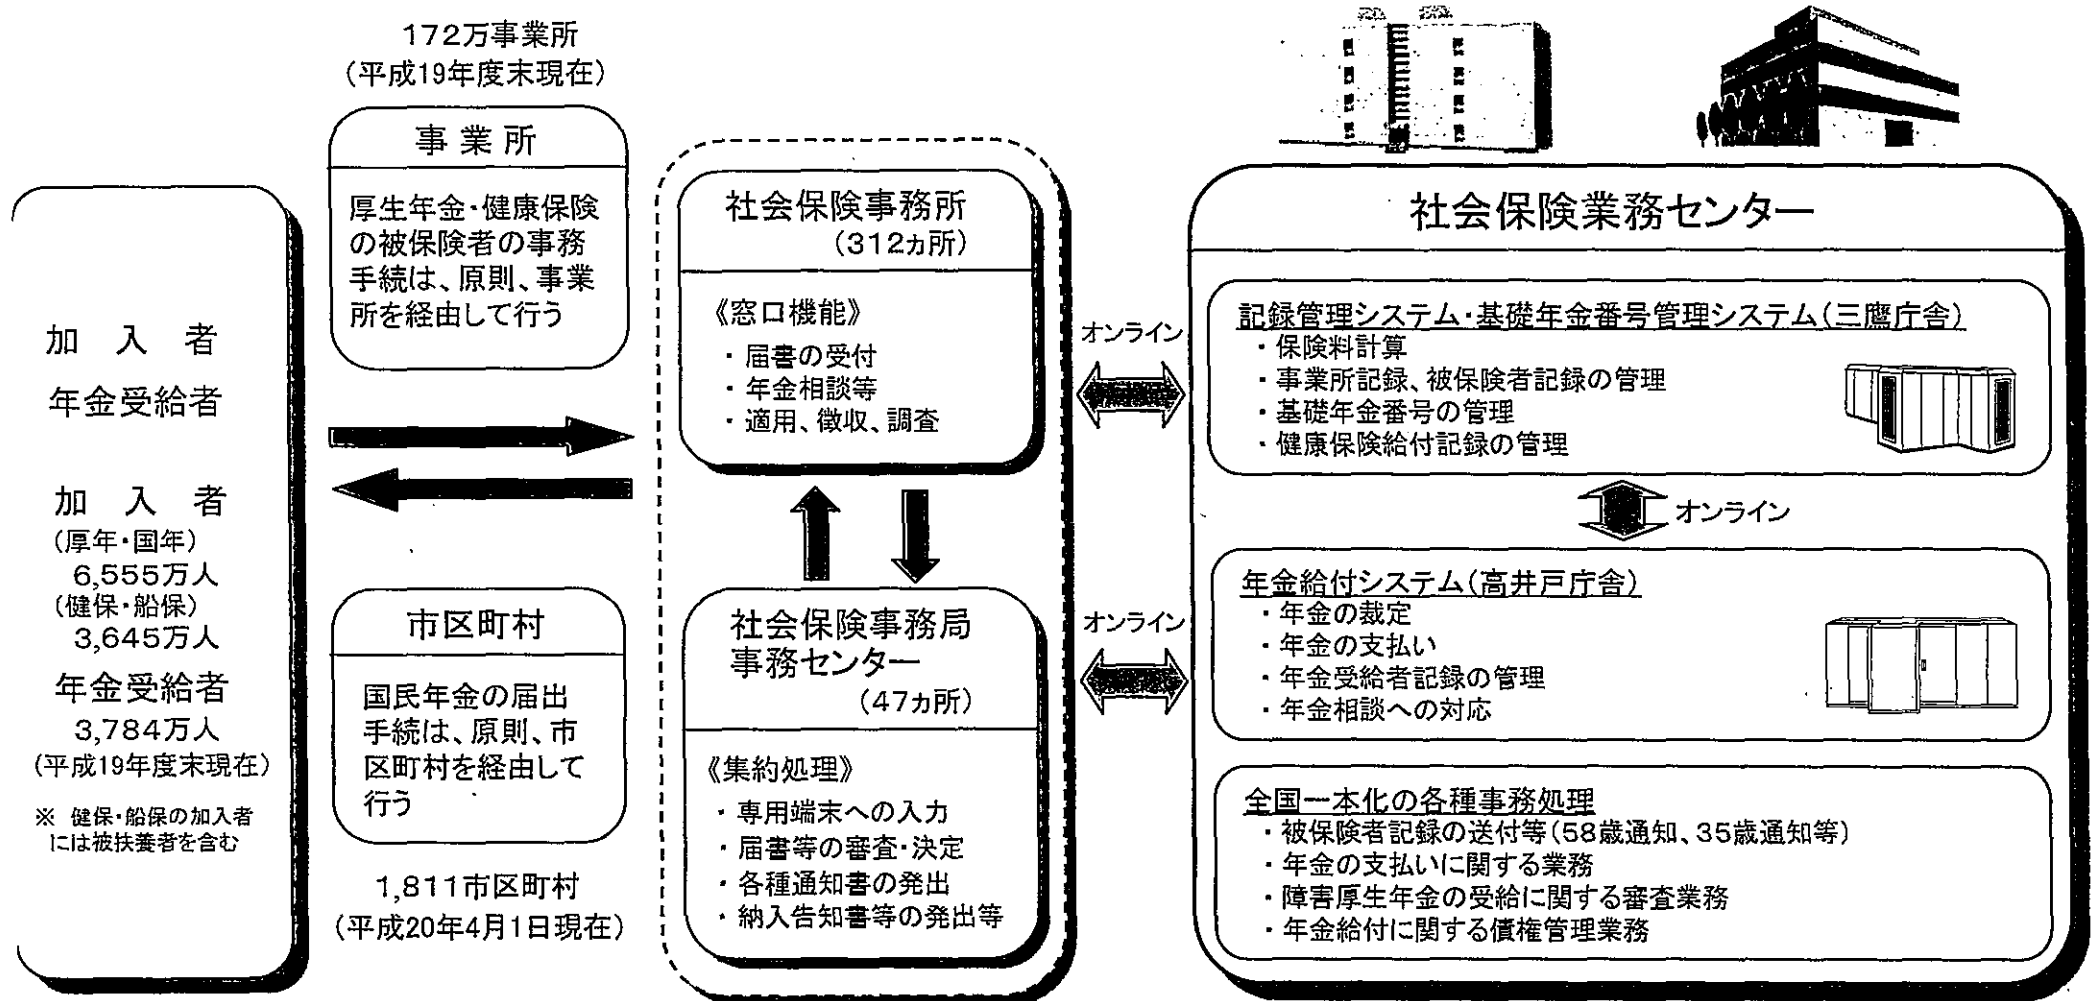 172万事業所
(平成19年度末現在)
事業所
厚生年金・健康保険
の被保険者の事務
手続は、原則、事業
所を経由して行う
加入者
年金受給者
加入者
(厚年・国年)
6,555万人
(健保・船保)
3,645万人
年金受給者
3,784万人
(平成19年度末現在)
※ 健保・船保の加入者
には被扶養者を含む
市区町村
国民年金の届出
手続は、原則、市
区町村を経由して
行う
1,811市区町村
(平成20年4月1日現在)
社会保険事務所
(312ヵ所)
《窓口機能》
・届書の受付
・年金相談等
・適用、徴収、調査
社会保険事務局
事務センター
(47ヵ所)
《集約処理》
・専用端末への入力
・届書等の審査・決定
・各種通知書の発出
・納入告知書等の発出等
オンライン
オンライン
社会保険業務センター
記録管理システム・基礎年金番号管理システム(三鷹庁舎)
・保険料計算
・事業所記録、被保険者記録の管理
・基礎年金番号の管理
・健康保険給付記録の管理
オンライン
年金給付システム(高井戸庁舎)
・年金の裁定
・年金の支払い
・年金受給者記録の管理
・年金相談への対応
全国一本化の各種事務処理
・被保険者記録の送付等(58歳通知、35歳通知等)
・年金の支払いに関する業務
・障害厚生年金の受給に関する審査業務
・年金給付に関する債権管理業務